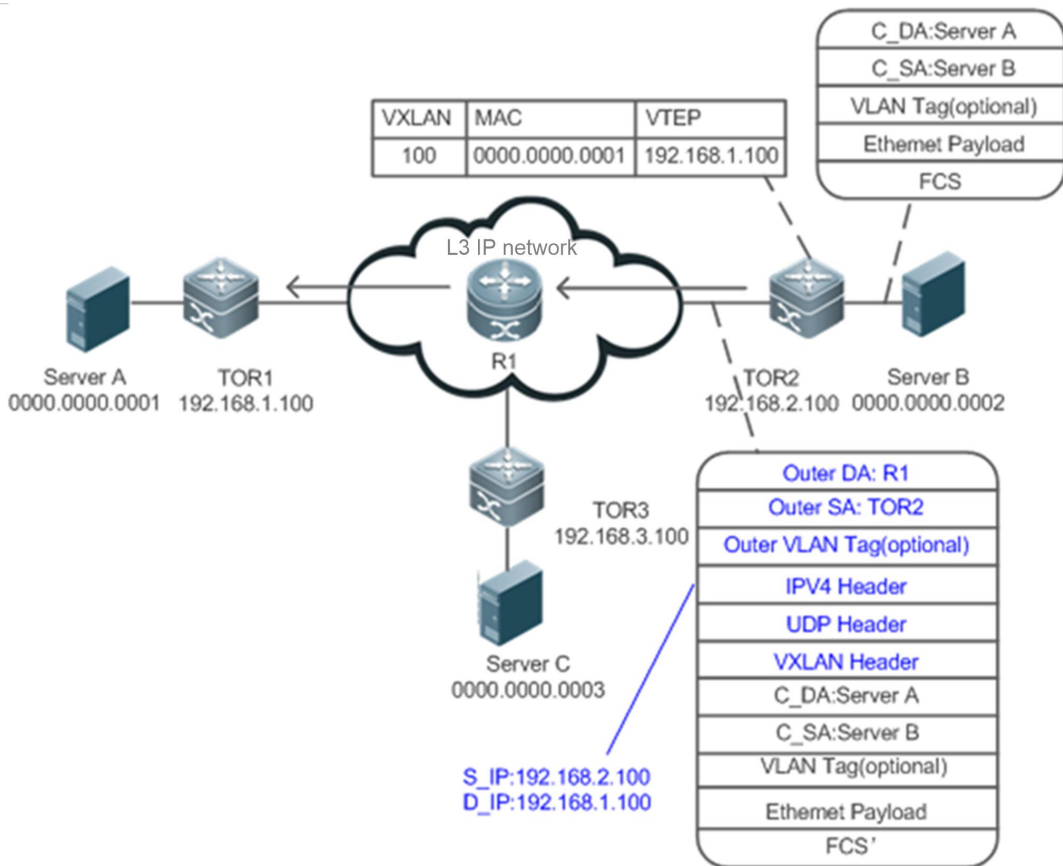 C_DA:Server A
C_SA:Server B
VLAN Tag(optional)
Ethemet Payload
FCS
VXLAN MAC VTEP
100 0000.0000.0001 192.168.1.100
L3 IP network
R1
Server A
0000.0000.0001
TOR1
192.168.1.100
TOR2
192.168.2.100
Server B
0000.0000.0002
TOR3
192.168.3.100
Server C
0000.0000.0003
Outer DA: R1
Outer SA: TOR2
Outer VLAN Tag(optional)
IPV4 Header
UDP Header
VXLAN Header
C_DA:Server A
C_SA:Server B
VLAN Tag(optional)
Ethemet Payload
FCS'
S_IP:192.168.2.100
D_IP:192.168.1.100